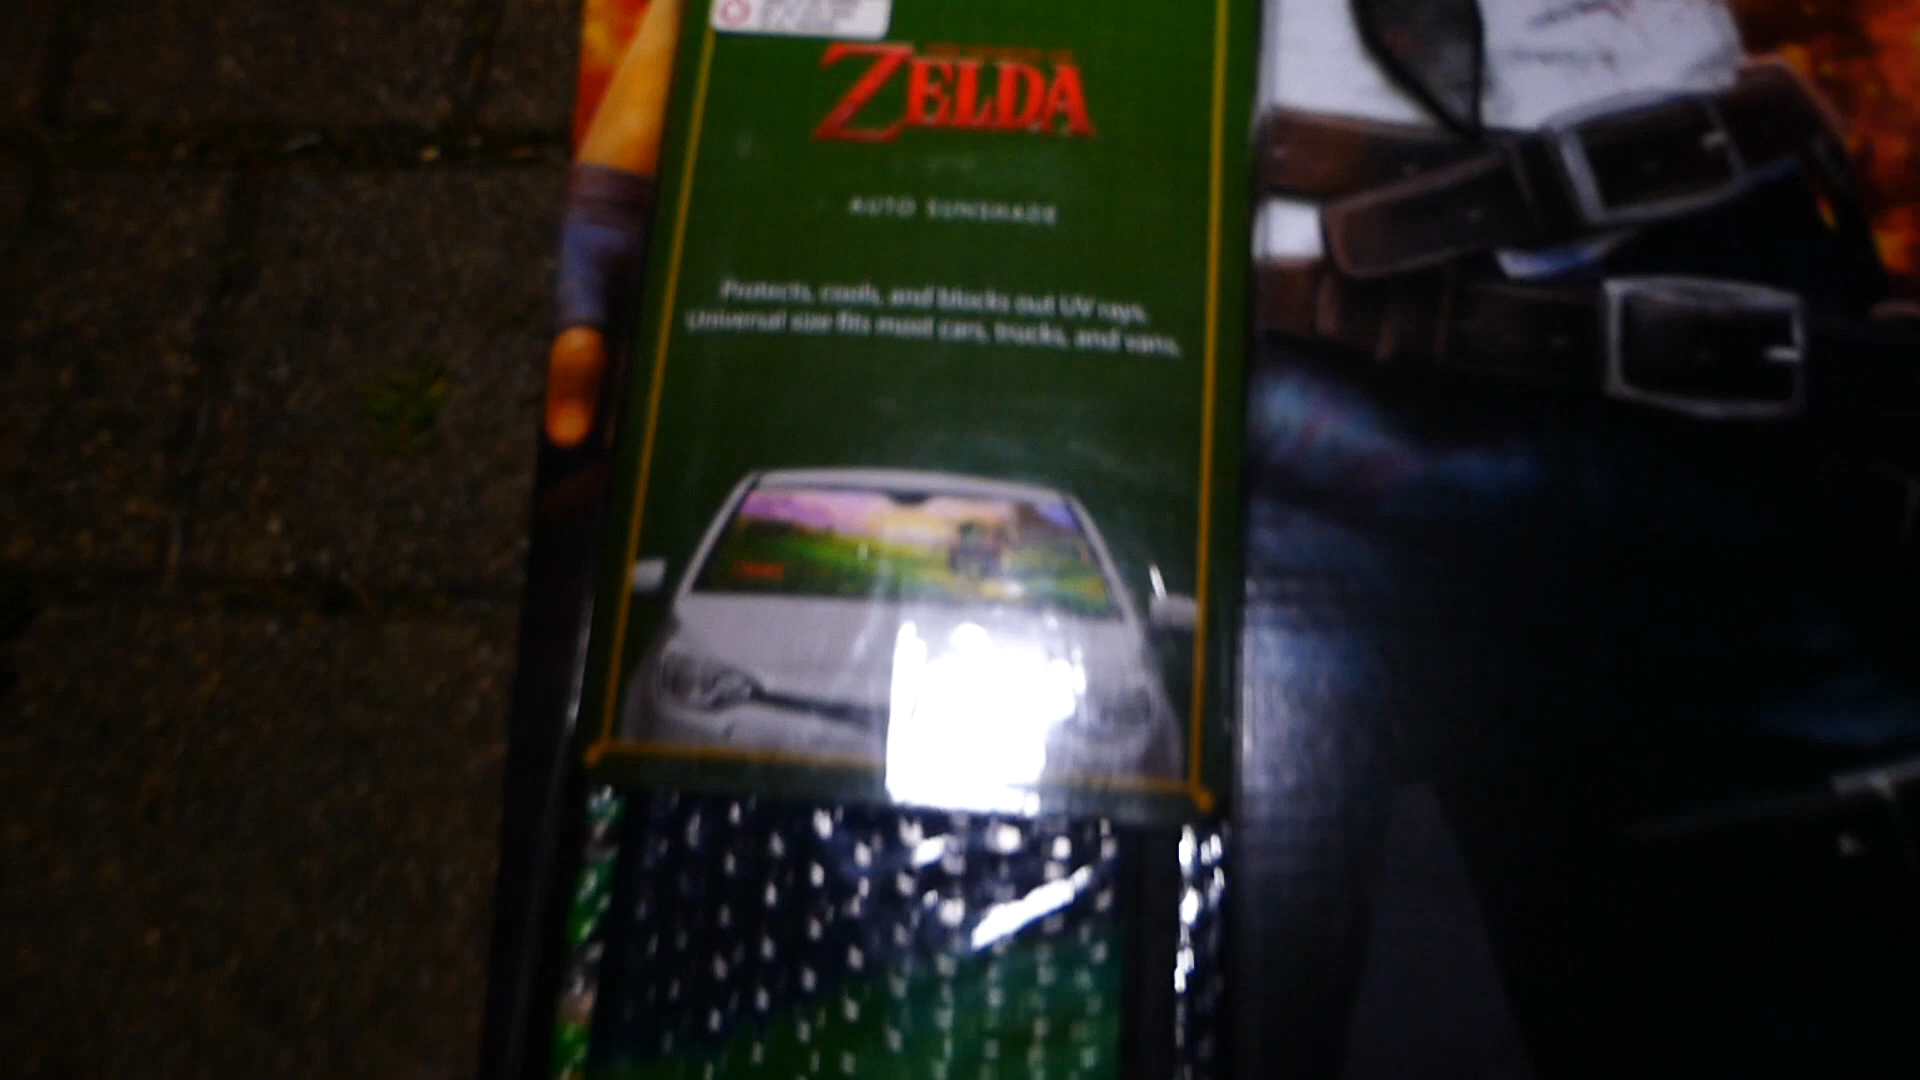 ZELDA
AUTO SUNSHADE
Protects, cools, and blocks out UV rays.
Universal size fits most cars, trucks, and vans.